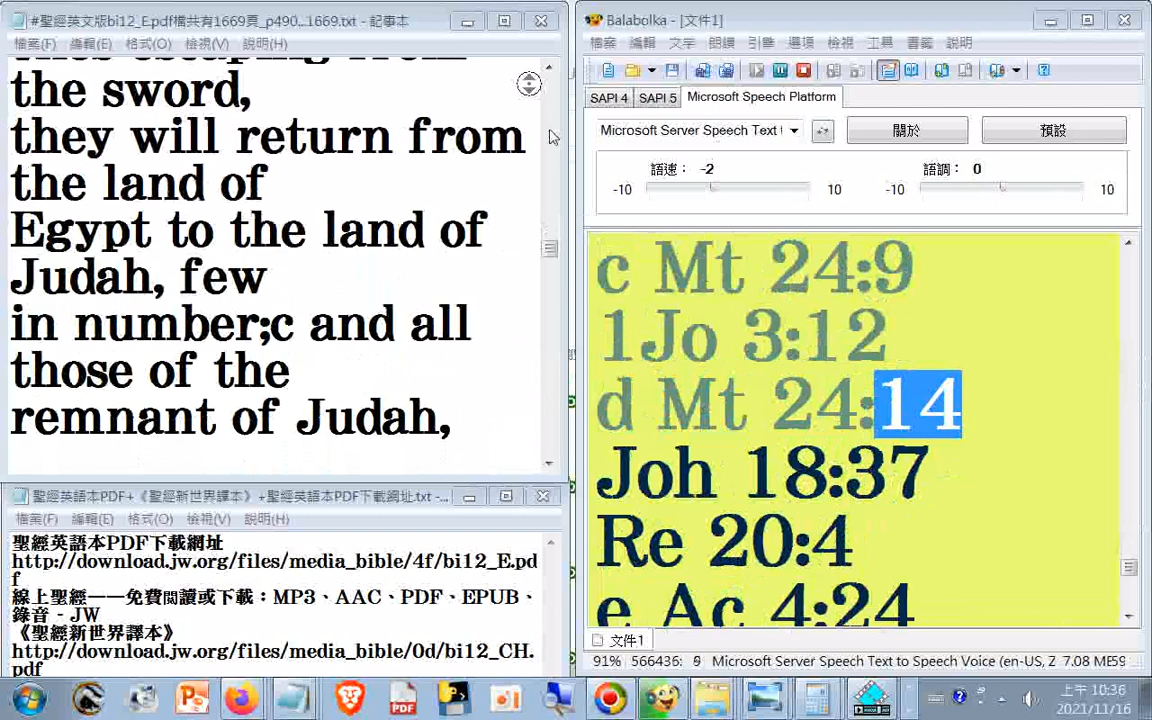 #聖經英文版bi12_E.pdf檔共有1669頁_p490...1669.txt - 記事本
檔案(F) 編輯(E) 格式(O) 檢視(V) 說明(H)
the sword,
they will return from
the land of
Egypt to the land of
Judah, few
in number;c and all
those of the
remnant of Judah,
聖經英語本PDF+《聖經新世界譯本》+聖經英語本PDF下載網址.txt -...
檔案(F) 編輯(E) 格式(O) 檢視(V) 說明(H)
聖經英語本PDF下載網址
http://download.jw.org/files/media_bible/4f/bi12_E.pd
f
線上聖經——免費閱讀或下載：MP3、AAC、PDF、EPUB、
錄音 - JW
《聖經新世界譯本》
http://download.jw.org/files/media_bible/0d/bi12_CH.
pdf
Balabolka - [文件1]
檔案 編輯 文字 朗讀 引擎 選項 檢視 工具 書籤 說明
SAPI 4 SAPI 5 Microsoft Speech Platform
Microsoft Server Speech Text 關於 預設
語速： -2 語調： 0
-10 10 -10 10
c Mt 24:9
1Jo 3:12
d Mt 24:14
Joh 18:37
Re 20:4
e Ac 4:24
文件1
91% 566436: Microsoft Server Speech Text to Speech Voice (en-US, Z 7.08 ME
上午 10:36
2021/11/16